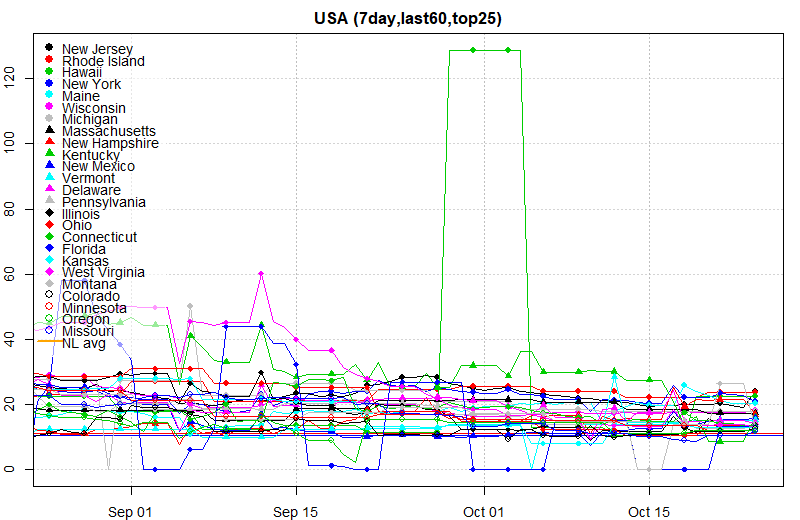 USA (7day,last60,top25)
120
100
80
60
40
20
0
New Jersey
Rhode Island
Hawaii
New York
Maine
Wisconsin
Michigan
Massachusetts
New Hampshire
Kentucky
New Mexico
Vermont
Delaware
Pennsylvania
Illinois
Ohio
Connecticut
Florida
Kansas
West Virginia
Montana
Colorado
Minnesota
Oregon
Missouri
NL avg
Sep 01
Sep 15
Oct 01
Oct 15